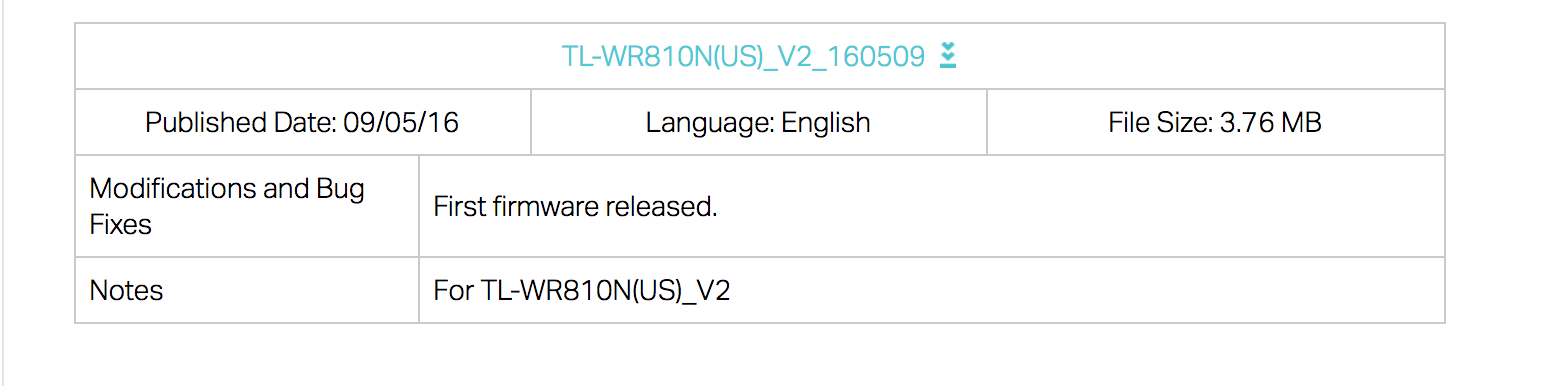 TL-WR810N(US)_V2_160509
Published Date: 09/05/16
Language: English
File Size: 3.76 MB
Modifications and Bug
Fixes
First firmware released.
Notes
For TL-WR810N(US)_V2